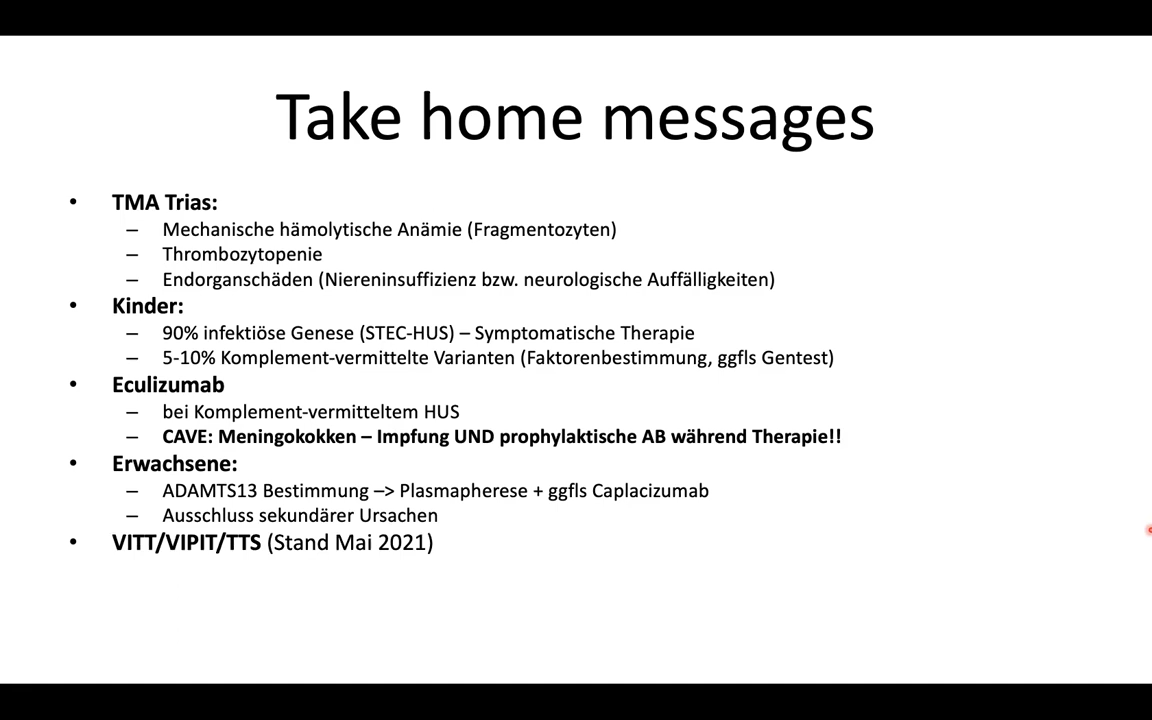 Take home messages
• TMA Trias:
– Mechanische hämolytische Anämie (Fragmentozyten)
– Thrombozytopenie
– Endorganschäden (Niereninsuffizienz bzw. neurologische Auffälligkeiten)
• Kinder:
– 90% infektiöse Genese (STEC-HUS) – Symptomatische Therapie
– 5-10% Komplement-vermittelte Varianten (Faktorenbestimmung, ggfls Gentest)
• Eculizumab
– bei Komplement-vermitteltem HUS
– CAVE: Meningokokken – Impfung UND prophylaktische AB während Therapie!!
• Erwachsene:
– ADAMTS13 Bestimmung –> Plasmapherese + ggfls Caplacizumab
– Ausschluss sekundärer Ursachen
• VITT/VIPIT/TTS (Stand Mai 2021)